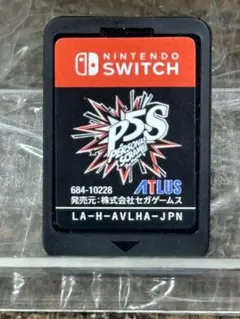 NINTENDO
SWITCH
P5S
PERSONA5
SCRAMBLE
684-10228
ATLUS
発売元：株式会社セガゲームス
LA-H-AVLHA-JPN